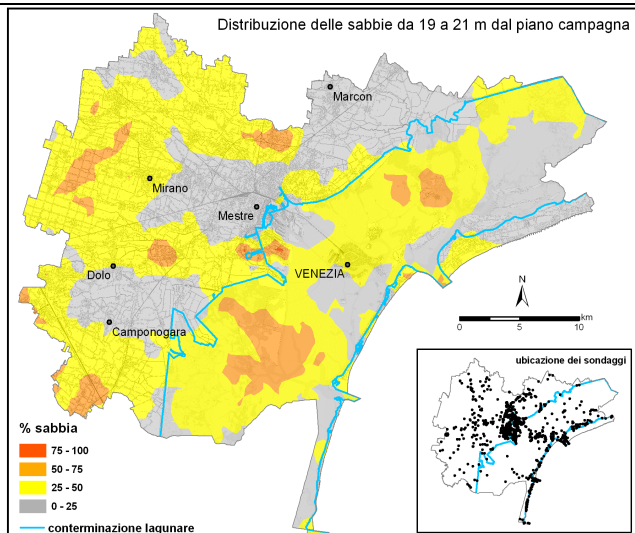 Distribuzione delle sabbie da 19 a 21 m dal piano campagna
Marcon
Mirano
Mestre
Dolo
VENEZIA
Camponogara
N
km
0 5 10
ubicazione dei sondaggi
% sabbia
75 - 100
50 - 75
25 - 50
0 - 25
conterminazione lagunare